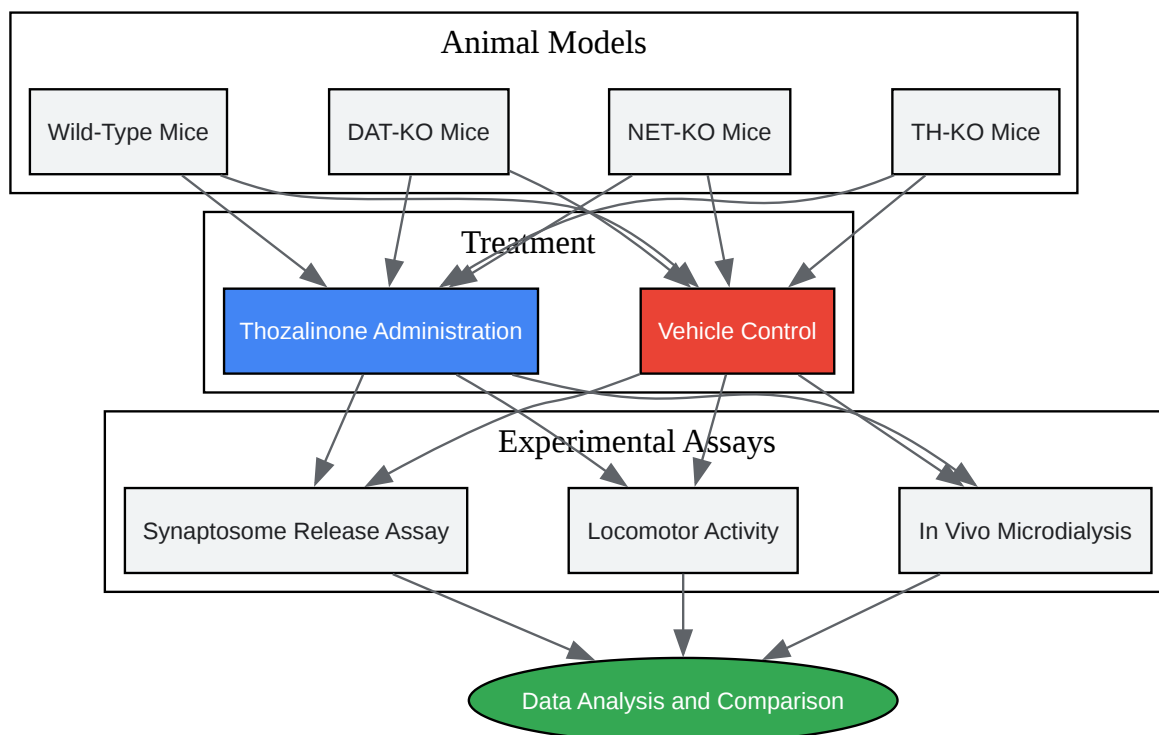 Animal Models
Wild-Type Mice
DAT-KO Mice
NET-KO Mice
TH-KO Mice
Treatment
Thozalinone Administration
Vehicle Control
Experimental Assays
Synaptosome Release Assay
Locomotor Activity
In Vivo Microdialysis
Data Analysis and Comparison